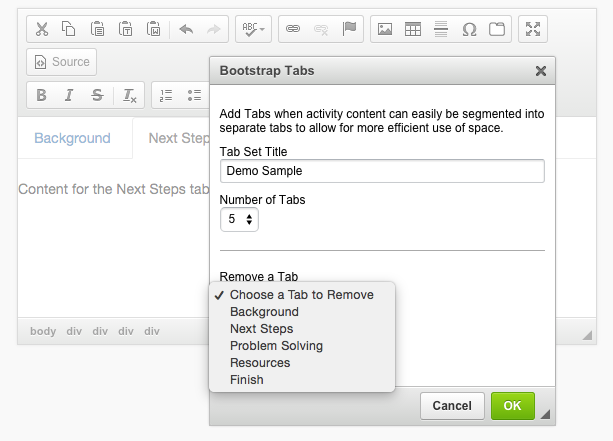 ABC
Source
B I S Tx
Bootstrap Tabs
Background Next Step
Content for the Next Steps tab
Add Tabs when activity content can easily be segmented into
separate tabs to allow for more efficient use of space.
Tab Set Title
Demo Sample
Number of Tabs
5
Remove a Tab
✓ Choose a Tab to Remove
Background
Next Steps
Problem Solving
Resources
Finish
body div div div div
Cancel OK